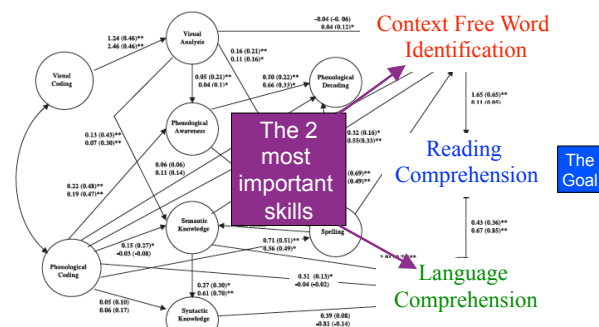 -0.04 (-. 06)
0.04 (0.12)*
Context Free Word
Identification
1.24 (0.46)**
2.46 (0.46)**
Visual
Analysis
0.16 (0.21)**
0.11 (0.16)*
Visual
Coding
0.05 (0.21)**
0.04 (0.1)*
0.50 (0.22)**
0.66 (0.33)*
Phonological
Decoding
1.65 (0.65)**
0.11 (0.05)
Phonological
Awareness
The 2
most
important
skills
0.13 (0.43)**
0.07 (0.30)**
0.32 (0.16)*
0.55(0.33)**
Reading
Comprehension
The
Goal
0.06 (0.06)
0.11 (0.14)
0.69)**
0.49)**
0.22 (0.48)**
0.19 (0.47)**
Semantic
Knowledge
Spelling
0.43 (0.36)**
0.67 (0.85)**
0.15 (0.27)*
-0.03 (-0.08)
0.71 (0.51)**
0.56 (0.49)*
Phonological
Coding
0.31 (0.13)*
-0.04 (-0.02)
Language
Comprehension
0.27 (0.30)*
0.61 (0.70)**
0.05 (0.10)
0.06 (0.17)
Syntactic
Knowledge
0.39 (0.08)
-0.81 (-0.14)